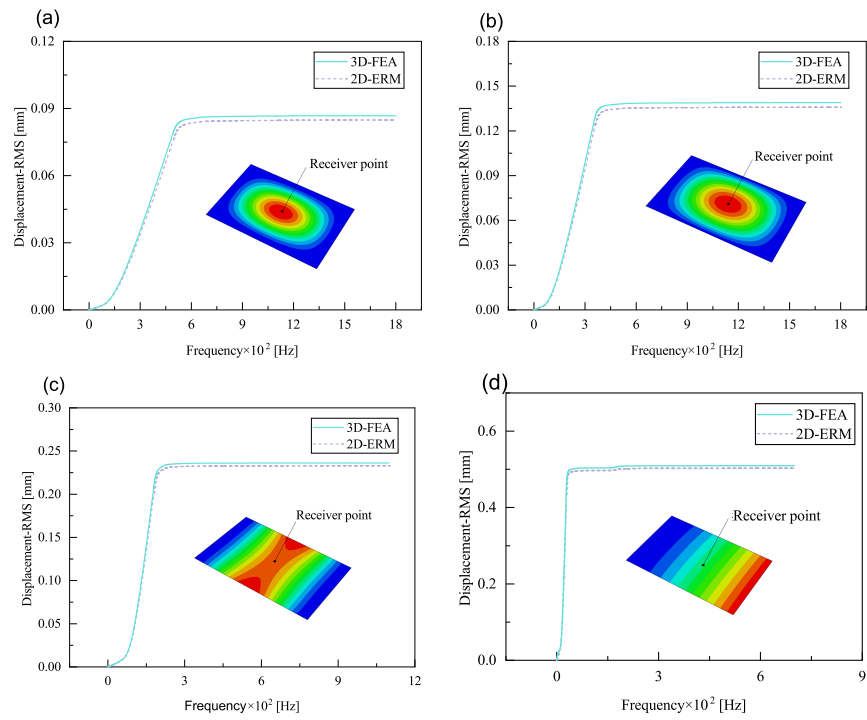 (a)
0.12
0.09
0.06
0.03
0.00
Displacement-RMS [mm]
3D-FEA
2D-ERM
Receiver point
0 3 6 9 12 15 18
Frequency×10² [Hz]
(b)
0.18
0.15
0.12
0.09
0.06
0.03
0.00
Displacement-RMS [mm]
3D-FEA
2D-ERM
Receiver point
0 3 6 9 12 15 18
Frequency×10² [Hz]
(c)
0.30
0.25
0.20
0.15
0.10
0.05
0.00
Displacement-RMS [mm]
3D-FEA
2D-ERM
Receiver point
0 3 6 9 12
Frequency×10² [Hz]
(d)
0.6
0.4
0.2
0.0
Displacement-RMS [mm]
3D-FEA
2D-ERM
Receiver point
0 3 6 9
Frequency×10² [Hz]